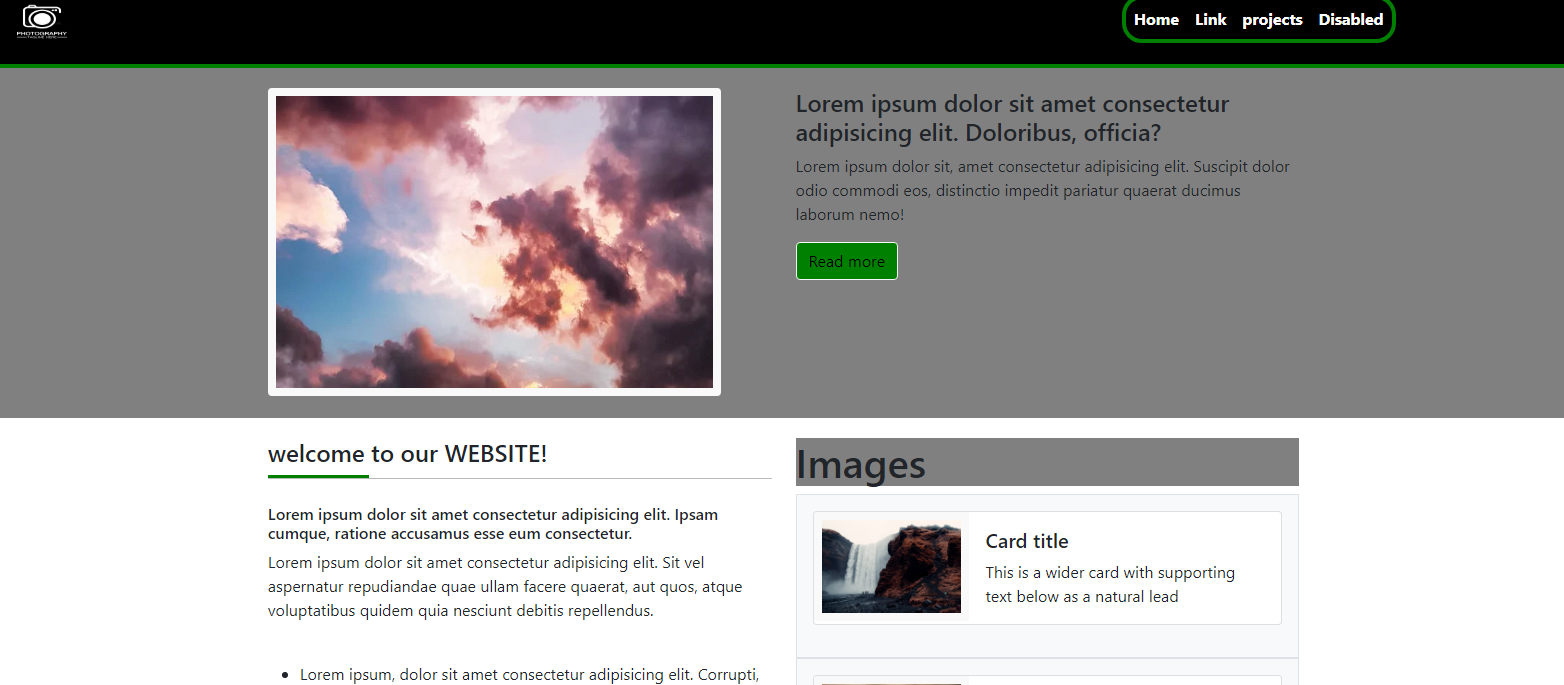 PHOTOGRAPHY
TAGLINE HERE
Home Link projects Disabled
Lorem ipsum dolor sit amet consectetur
adipisicing elit. Doloribus, officia?
Lorem ipsum dolor sit, amet consectetur adipisicing elit. Suscipit dolor
odio commodi eos, distinctio impedit pariatur quaerat ducimus
laborum nemo!
Read more
welcome to our WEBSITE!
Lorem ipsum dolor sit amet consectetur adipisicing elit. Ipsam
cumque, ratione accusamus esse eum consectetur.
Lorem ipsum dolor sit amet consectetur adipisicing elit. Sit vel
aspernatur repudiandae quae ullam facere quaerat, aut quos, atque
voluptatibus quidem quia nesciunt debitis repellendus.
Lorem ipsum, dolor sit amet consectetur adipisicing elit. Corrupti,
Images
Card title
This is a wider card with supporting
text below as a natural lead